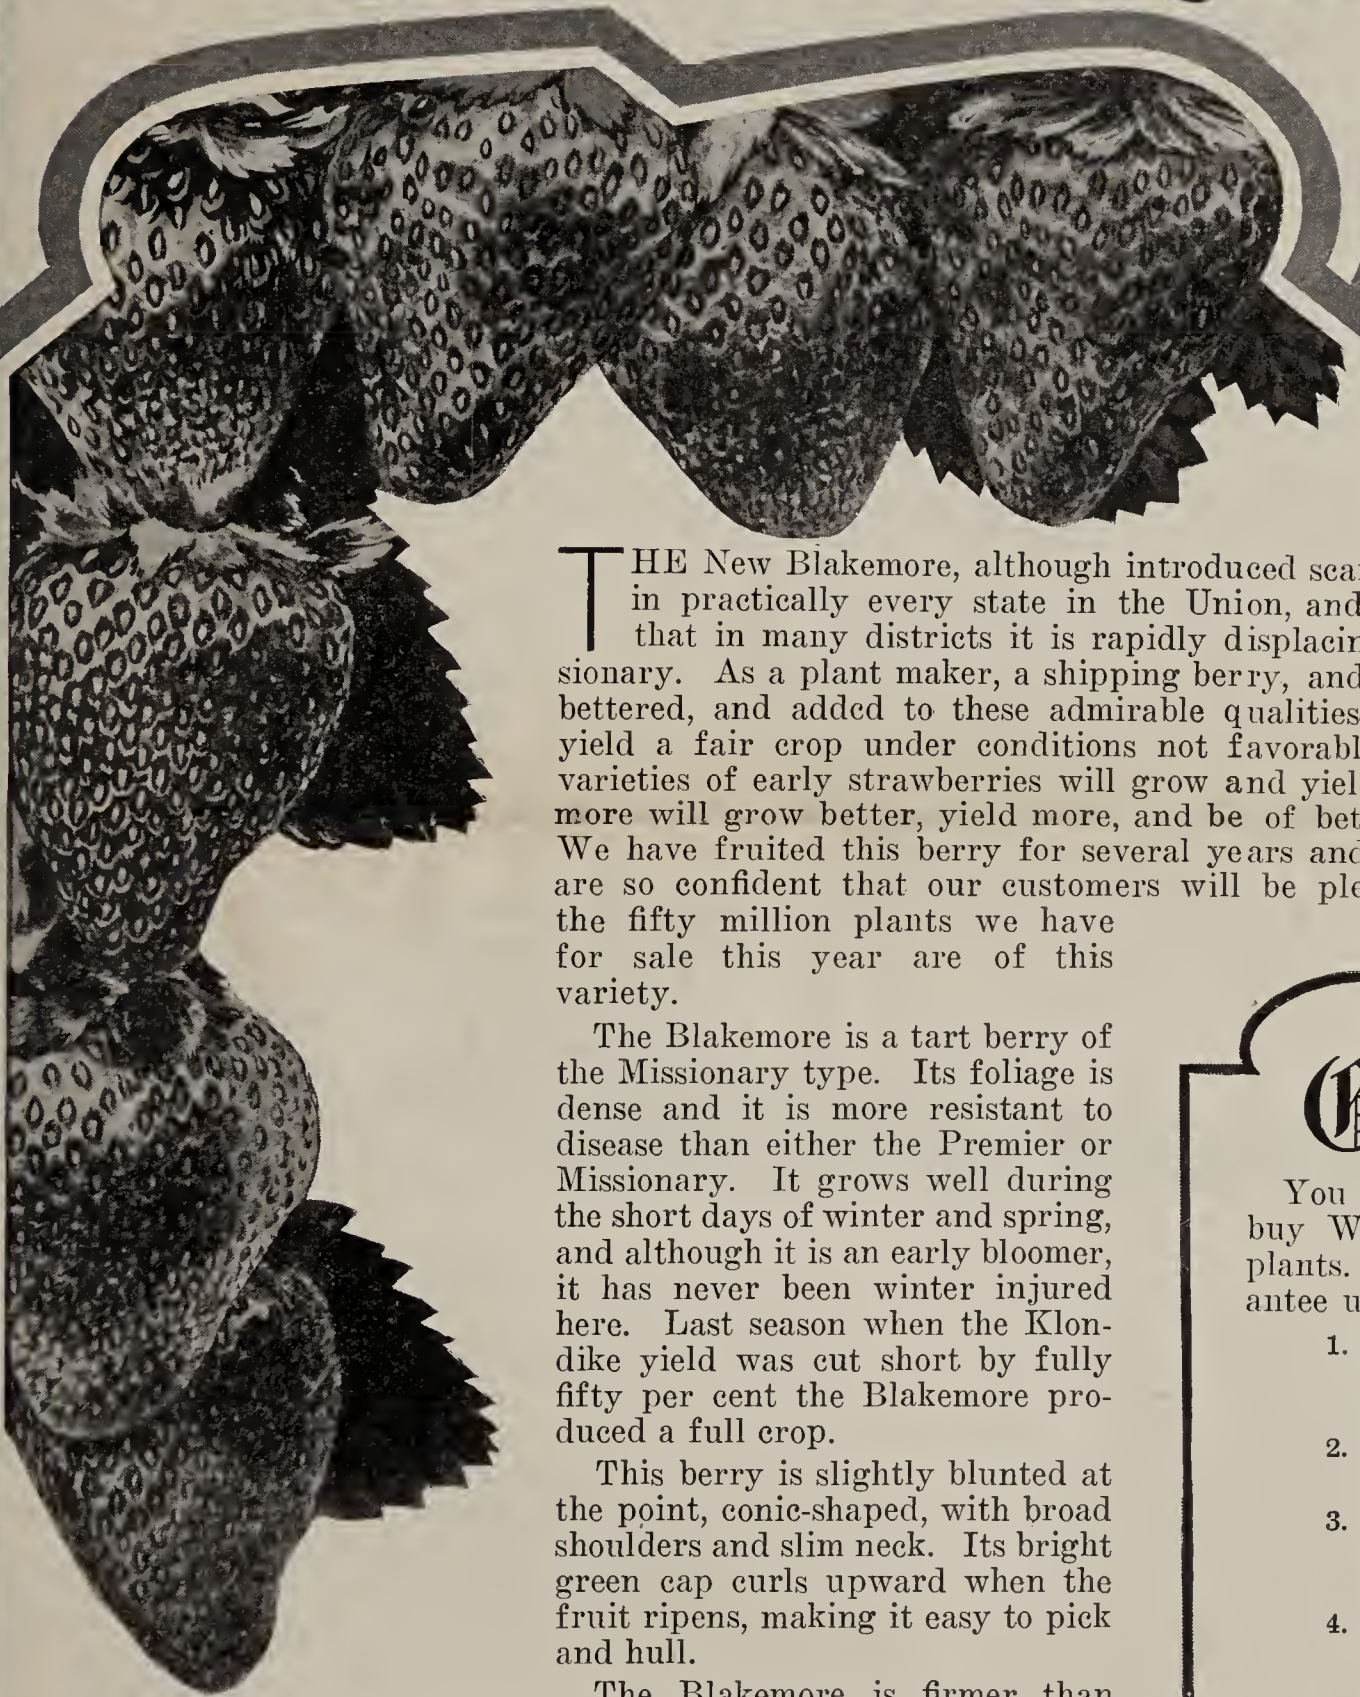 THE New Blakemore, although introduced
in practically every state in the Union, and
that in many districts it is rapidly
sionary. As a plant maker, a shipping berry, and
bettered, and added to these admirable qualities
yield a fair crop under conditions not
varieties of early strawberries will grow and
more will grow better, yield more, and be of
We have fruited this berry for several years and
are so confident that our customers will be
the fifty million plants we have
for sale this year are of this
variety.
The Blakemore is a tart berry of
the Missionary type. Its foliage is
dense and it is more resistant to
disease than either the Premier or
Missionary. It grows well during
the short days of winter and spring,
and although it is an early bloomer,
it has never been winter injured
here. Last season when the Klon-
dike yield was cut short by fully
fifty per cent the Blakemore pro-
duced a full crop.
This berry is slightly blunted at
the point, conic-shaped, with broad
shoulders and slim neck. Its bright
green cap curls upward when the
fruit ripens, making it easy to pick
and hull.
The Blakemore is firmer than
You
buy
plants.
antee
1.
2.
3.
4.